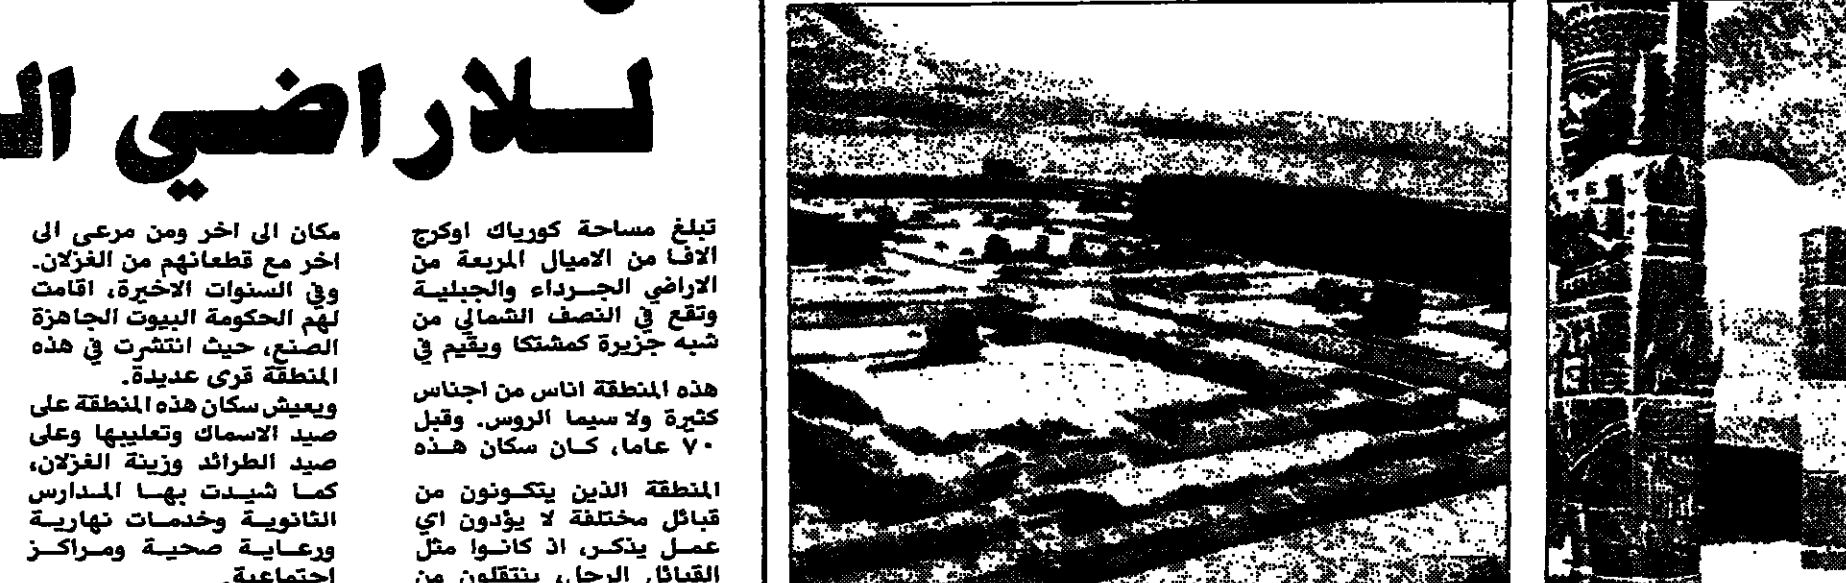 للاراضي
تبلغ مساحة كورياك اوكرج
الافا من الاميال المربعة من
الاراضي الجرداء والجبلية
وتقع في النصف الشمالي من
شبه جزيرة كمشتكا ويقيم في
هذه المنطقة اناس من اجناس
كثيرة ولا سيما الروس. وقبل
٧٠ عاما، كان سكان هذه
المنطقة الذين يتكونون من
قبائل مختلفة لا يؤدون اي
عمل يذكر، اذ كانوا مثل
القبائل الرحل، ينتقلون من
مكان الى اخر ومن مرعى الى
اخر مع قطعانهم من الغزلان.
وفي السنوات الاخيرة، اقامت
لهم الحكومة البيوت الجاهزة
الصنع، حيث انتشرت في هذه
المنطقة قرى عديدة.
ويعيش سكان هذه المنطقة على
صيد الاسماك وتعليبها وعلى
صيد الطرائد وزينة الغزلان،
كما شيدت بها المدارس
الثانوية وخدمات نهارية
ورعاية صحية ومراكز
اجتماعية.